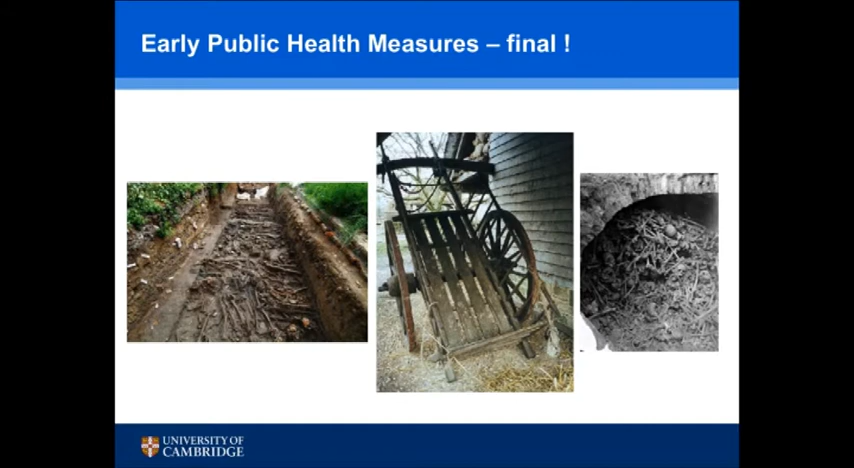 Early Public Health Measures – final !
UNIVERSITY OF
CAMBRIDGE